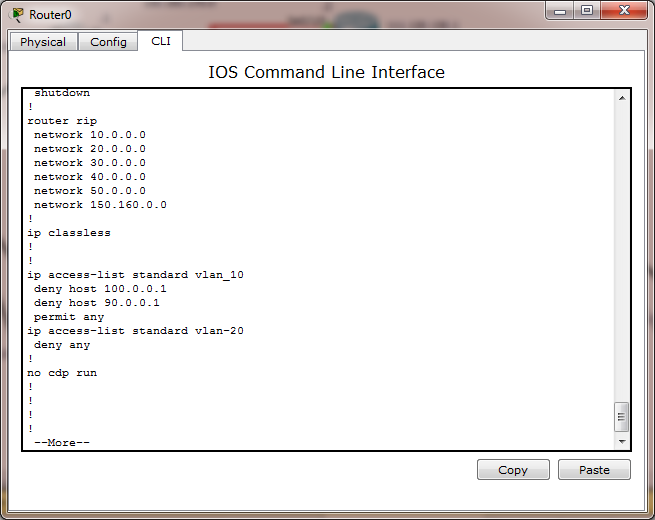 Router0
Physical Config CLI
IOS Command Line Interface
shutdown
!
router rip
network 10.0.0.0
network 20.0.0.0
network 30.0.0.0
network 40.0.0.0
network 50.0.0.0
network 150.160.0.0
!
ip classless
!
!
ip access-list standard vlan_10
deny host 100.0.0.1
deny host 90.0.0.1
permit any
ip access-list standard vlan-20
deny any
!
no cdp run
!
!
!
!
--More--
Copy Paste